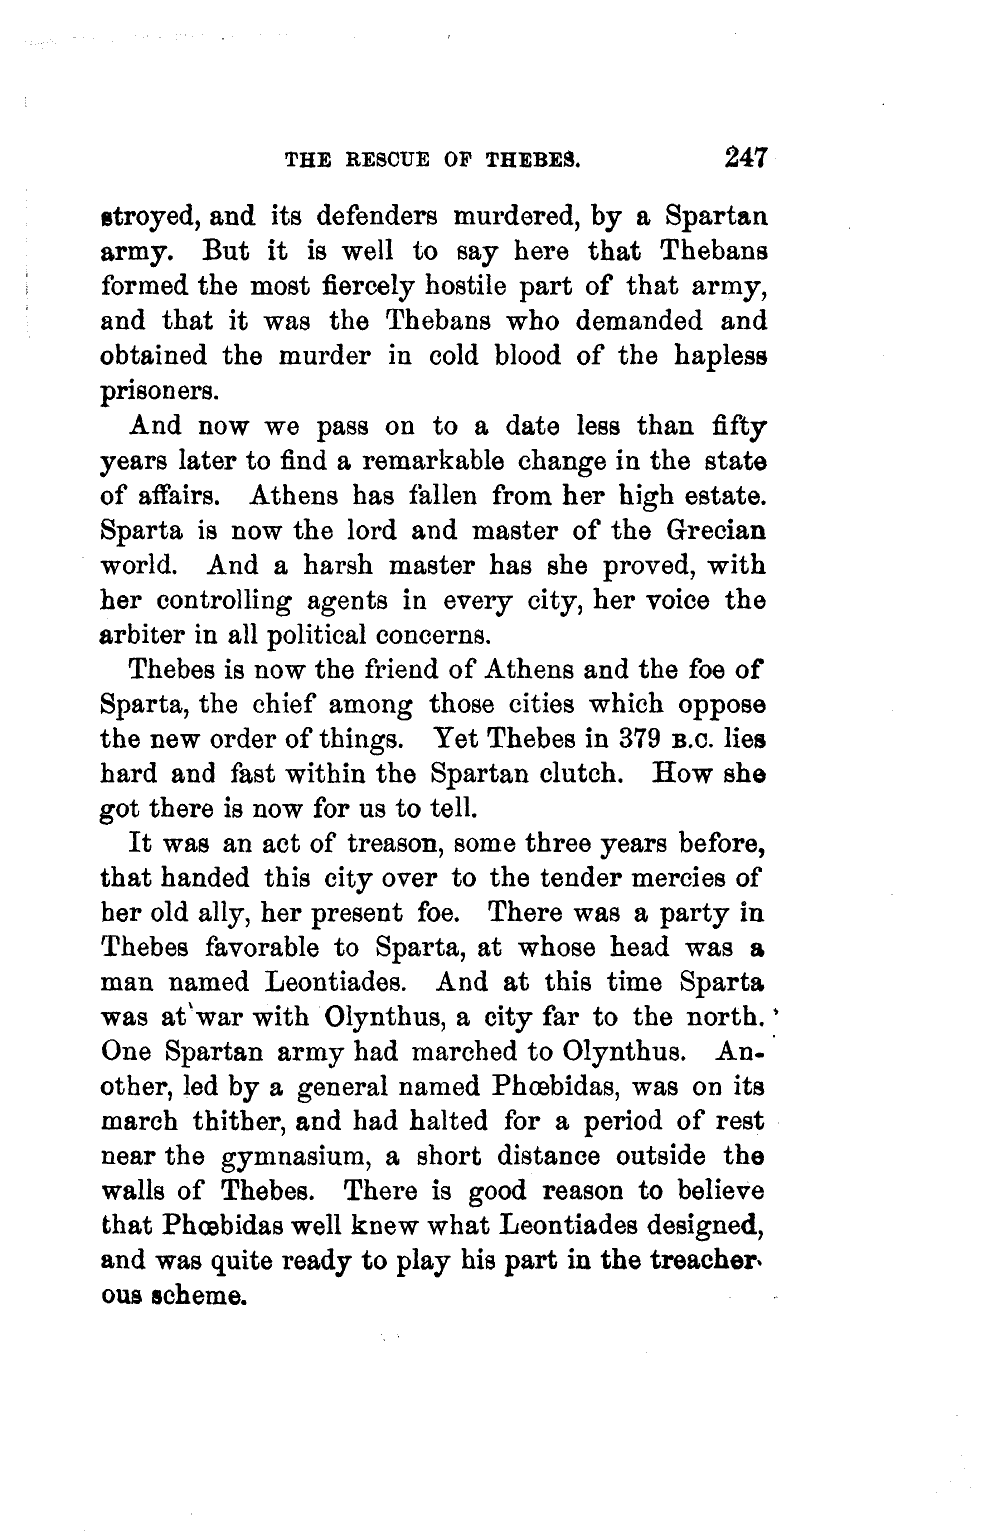 THE RESCUE OF THEBES. 247
stroyed, and its defenders murdered, by a Spartan
army. But it is well to say here that Thebans
formed the most fiercely hostile part of that army,
and that it was the Thebans who demanded and
obtained the murder in cold blood of the hapless
prisoners.
And now we pass on to a date less than fifty
years later to find a remarkable change in the state
of affairs. Athens has fallen from her high estate.
Sparta is now the lord and master of the Grecian
world. And a harsh master has she proved, with
her controlling agents in every city, her voice the
arbiter in all political concerns.
Thebes is now the friend of Athens and the foe of
Sparta, the chief among those cities which oppose
the new order of things. Yet Thebes in 379 B.C. lies
hard and fast within the Spartan clutch. How she
got there is now for us to tell.
It was an act of treason, some three years before,
that handed this city over to the tender mercies of
her old ally, her present foe. There was a party in
Thebes favorable to Sparta, at whose head was a
man named Leontiades. And at this time Sparta
was at war with Olynthus, a city far to the north.
One Spartan army had marched to Olynthus. An-
other, led by a general named Phœbidas, was on its
march thither, and had halted for a period of rest
near the gymnasium, a short distance outside the
walls of Thebes. There is good reason to believe
that Phœbidas well knew what Leontiades designed,
and was quite ready to play his part in the treacher-
ous scheme.